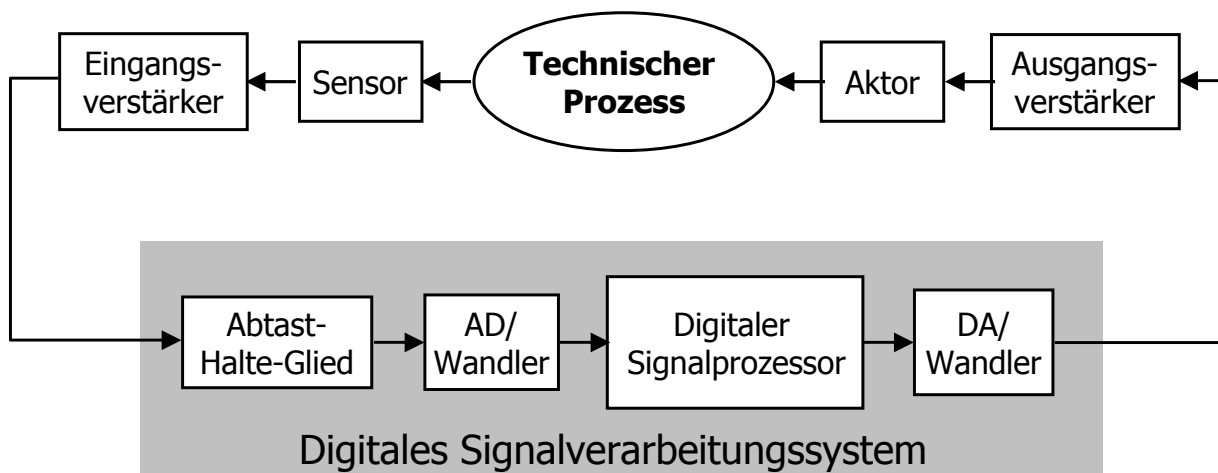 Eingangs-
verstärker
Sensor
Technischer
Prozess
Aktor
Ausgangs-
verstärker
Abtast-
Halte-Glied
AD/
Wandler
Digitaler
Signalprozessor
DA/
Wandler
Digitales Signalverarbeitungssystem